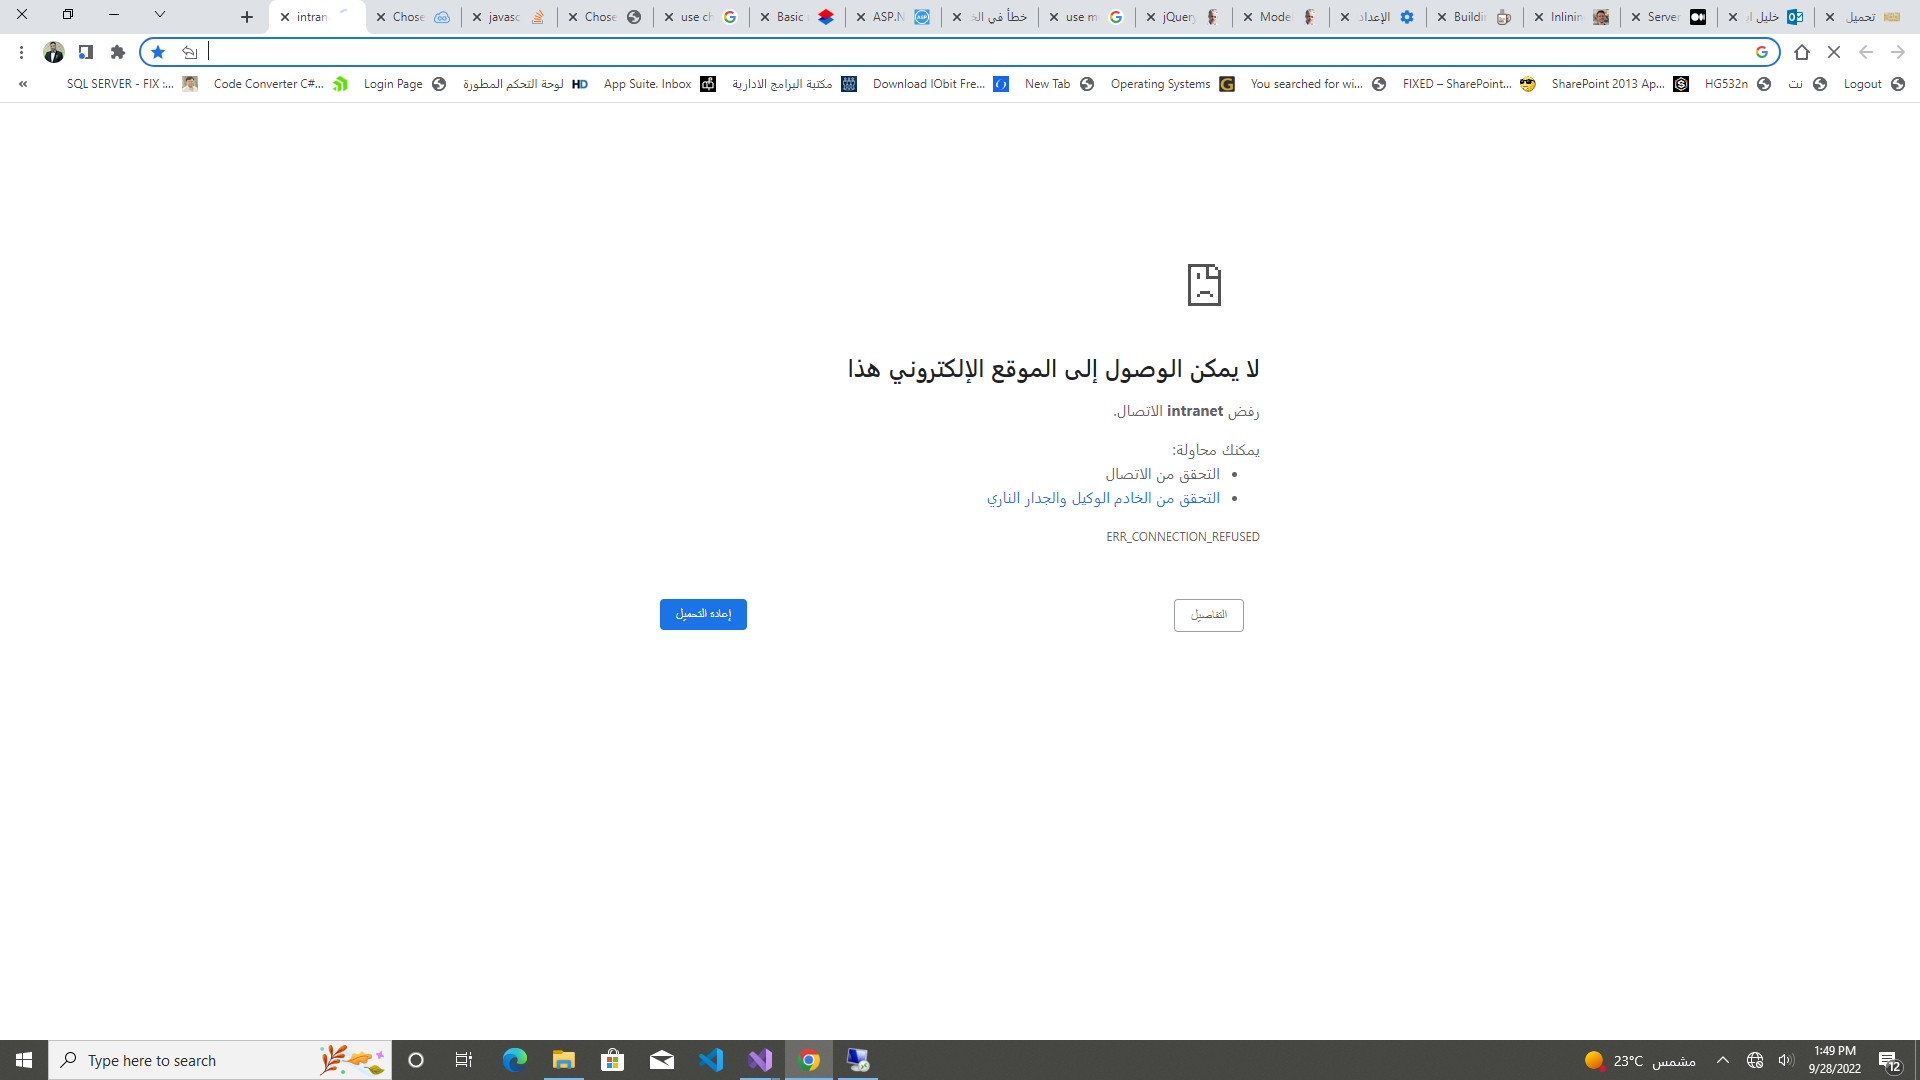 intran
Chose
javasc
Chose
use ch
Basic
ASP.N
خطأ في الخ
use m
jQuery
Model
الإعداد
Buildin
Inlinin
Server
خليل ا
تحميل
SQL SERVER - FIX :...
Code Converter C#...
Login Page
لوحة التحكم المطورة
App Suite. Inbox
مكتبة البرامج الادارية
Download IObit Fre...
New Tab
Operating Systems
You searched for wi...
FIXED – SharePoint...
SharePoint 2013 Ap...
HG532n
نت
Logout
لا يمكن الوصول إلى الموقع الإلكتروني هذا
رفض intranet الاتصال.
يمكنك محاولة:
• التحقق من الاتصال
• التحقق من الخادم الوكيل والجدار الناري
ERR_CONNECTION_REFUSED
التفاصيل
إعادة التحميل
Type here to search
23°C مشمس
1:49 PM
9/28/2022
12